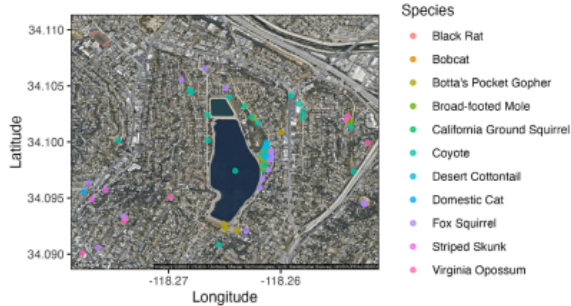 Species
Black Rat
Bobcat
Botta's Pocket Gopher
Broad-footed Mole
California Ground Squirrel
Coyote
Desert Cottontail
Domestic Cat
Fox Squirrel
Striped Skunk
Virginia Opossum
Latitude
34.110
34.105
34.100
34.095
34.090
-118.27
-118.26
Longitude